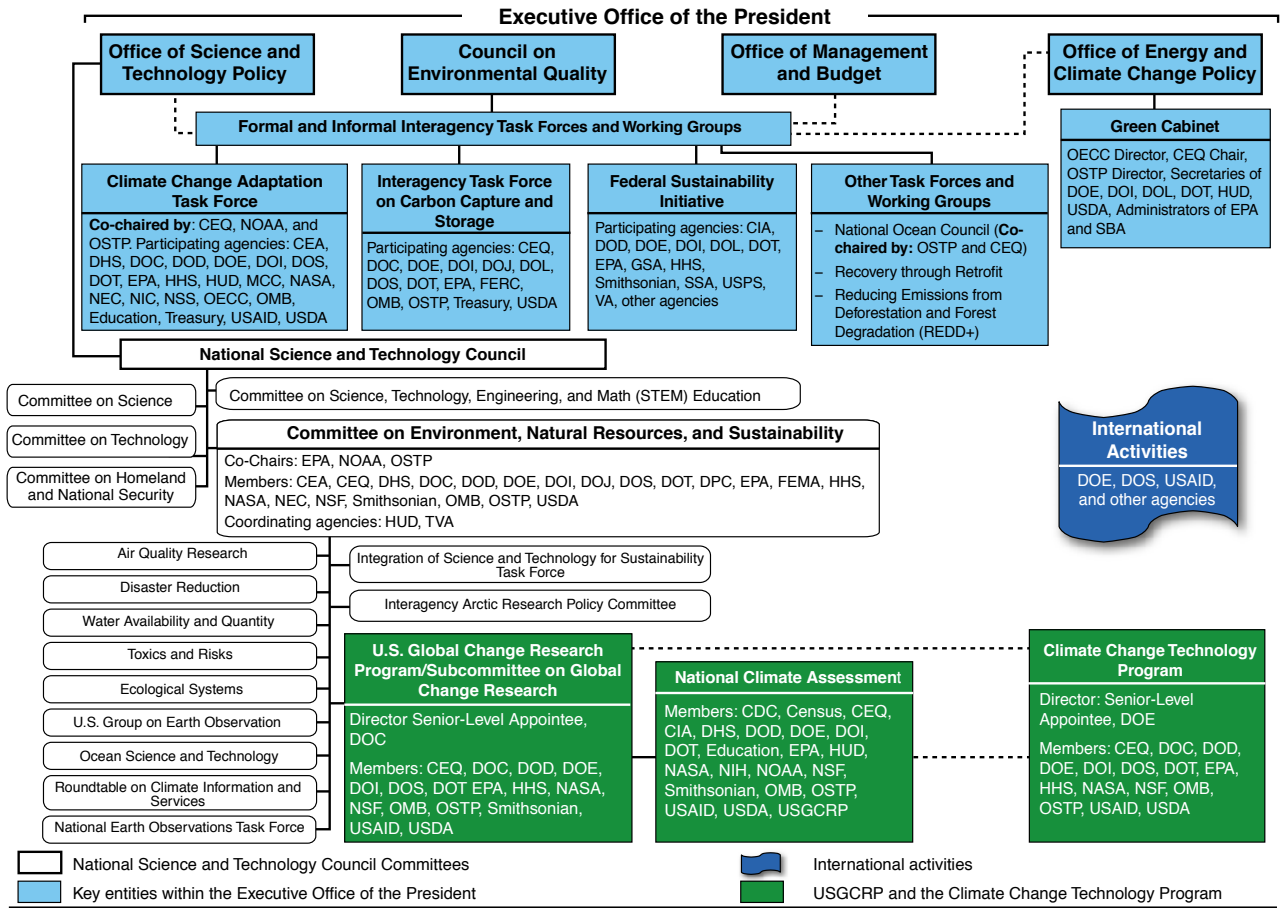 Executive Office of the President
Office of Science and
Technology Policy
Council on
Environmental Quality
Office of Management
and Budget
Office of Energy and
Climate Change Policy
Formal and Informal Interagency Task Forces and Working Groups
Green Cabinet
OECC Director, CEQ Chair,
OSTP Director, Secretaries of
DOE, DOI, DOL, DOT, HUD,
USDA, Administrators of EPA
and SBA
Climate Change Adaptation
Task Force
Co-chaired by: CEQ, NOAA, and
OSTP. Participating agencies: CEA,
DHS, DOC, DOD, DOE, DOI, DOS,
DOT, EPA, HHS, HUD, MCC, NASA,
NEC, NIC, NSS, OECC, OMB,
Education, Treasury, USAID, USDA
Interagency Task Force
on Carbon Capture and
Storage
Participating agencies: CEQ,
DOC, DOE, DOI, DOJ, DOL,
DOS, DOT, EPA, FERC,
OMB, OSTP, Treasury, USDA
Federal Sustainability
Initiative
Participating agencies: CIA,
DOD, DOE, DOI, DOL, DOT,
EPA, GSA, HHS,
Smithsonian, SSA, USPS,
VA, other agencies
Other Task Forces and
Working Groups
– National Ocean Council (Co-
chaired by: OSTP and CEQ)
– Recovery through Retrofit
– Reducing Emissions from
Deforestation and Forest
Degradation (REDD+)
National Science and Technology Council
Committee on Science
Committee on Science, Technology, Engineering, and Math (STEM) Education
Committee on Technology
Committee on Homeland
and National Security
Committee on Environment, Natural Resources, and Sustainability
Co-Chairs: EPA, NOAA, OSTP
Members: CEA, CEQ, DHS, DOC, DOD, DOE, DOI, DOJ, DOS, DOT, DPC, EPA, FEMA, HHS,
NASA, NEC, NSF, Smithsonian, OMB, OSTP, USDA
Coordinating agencies: HUD, TVA
International
Activities
DOE, DOS, USAID,
and other agencies
Air Quality Research
Disaster Reduction
Water Availability and Quantity
Toxics and Risks
Ecological Systems
U.S. Group on Earth Observation
Ocean Science and Technology
Roundtable on Climate Information and
Services
National Earth Observations Task Force
Integration of Science and Technology for Sustainability
Task Force
Interagency Arctic Research Policy Committee
U.S. Global Change Research
Program/Subcommittee on Global
Change Research
Director Senior-Level Appointee,
DOC
Members: CEQ, DOC, DOD, DOE,
DOI, DOS, DOT EPA, HHS, NASA,
NSF, OMB, OSTP, Smithsonian,
USAID, USDA
National Climate Assessment
Members: CDC, Census, CEQ,
CIA, DHS, DOD, DOE, DOI,
DOT, Education, EPA, HUD,
NASA, NIH, NOAA, NSF,
Smithsonian, OMB, OSTP,
USAID, USDA, USGCRP
Climate Change Technology
Program
Director: Senior-Level
Appointee, DOE
Members: CEQ, DOC, DOD,
DOE, DOI, DOS, DOT, EPA,
HHS, NASA, NSF, OMB,
OSTP, USAID, USDA
National Science and Technology Council Committees
Key entities within the Executive Office of the President
International activities
USGCRP and the Climate Change Technology Program